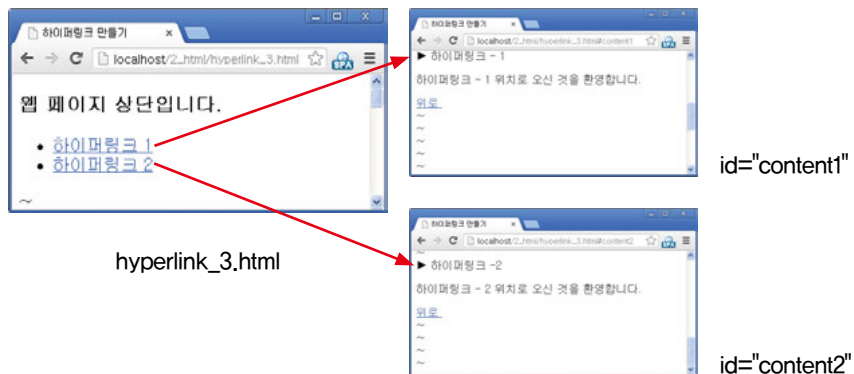 하이퍼링크 만들기
localhost/2_html/hyperlink_3.html
웹 페이지 상단입니다.
• 하이퍼링크 1
• 하이퍼링크 2
~
hyperlink_3.html
하이퍼링크 만들기
localhost/2_html/hyperlink_3.html#content1
► 하이퍼링크 - 1
하이퍼링크 - 1 위치로 오신 것을 환영합니다.
위로
~
~
~
~
~
id="content1"
하이퍼링크 만들기
localhost/2_html/hyperlink_3.html#content2
~
► 하이퍼링크 -2
하이퍼링크 - 2 위치로 오신 것을 환영합니다.
위로
~
~
~
~
id="content2"